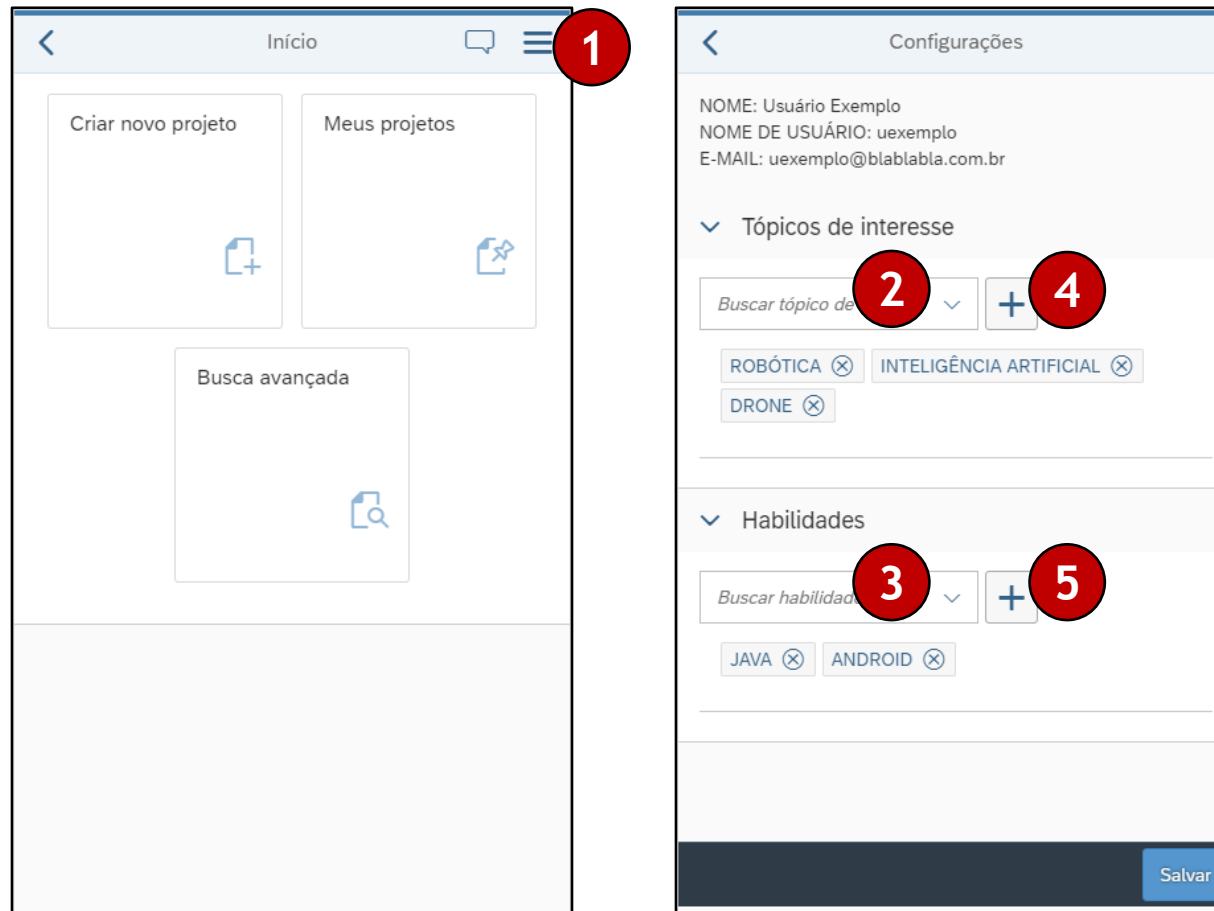 Início
1
Criar novo projeto
Meus projetos
Busca avançada
Configurações
NOME: Usuário Exemplo
NOME DE USUÁRIO: uexemplo
E-MAIL: uexemplo@blablabla.com.br
Tópicos de interesse
Buscar tópico de 2 4
ROBÓTICA INTELIGÊNCIA ARTIFICIAL
DRONE
Habilidades
Buscar 3 5
JAVA ANDROID
Salvar